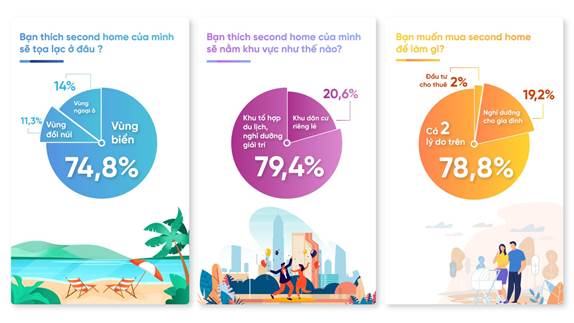 Bạn thích second home của mình
sẽ tọa lạc ở đâu ?
14%
11,3%
Vùng
ngoại ô
Vùng
đồi núi
Vùng
biển
74,8%
Bạn thích second home của mình
sẽ nằm khu vực như thế nào?
20,6%
Khu tổ hợp
du lịch,
nghỉ dưỡng
giải trí
Khu dân cư
riêng lẻ
79,4%
Bạn muốn mua second home
để làm gì?
Đầu tư
cho thuê
2%
19,2%
Nghỉ dưỡng
cho gia đình
Cả 2
lý do trên
78,8%